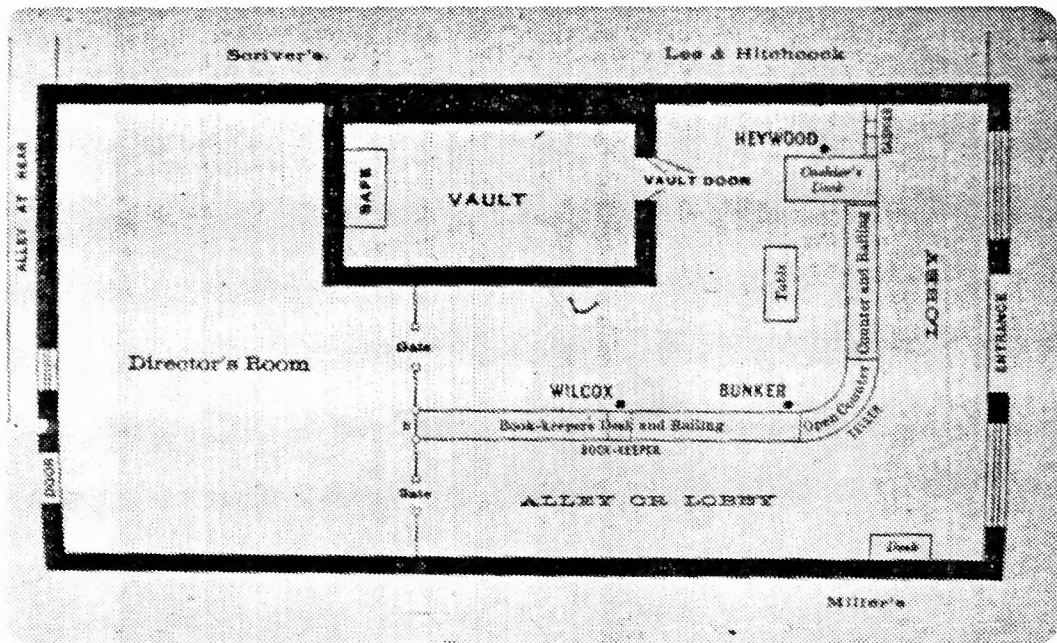 Scriver's.
Lee & Hitchcock
ALLEY AT REAR
HEYWOOD
CASHIER
Cashier's
Desk
SAFE
VAULT
VAULT DOOR
LOBBY
Counter and Railing
Table
ENTRANCE
Gate
Director's Room
WILCOX
BUNKER
Open Counter
Book-keepers Desk and Railing
BOOK-KEEPER
DOOR
Gate
ALLEY OR LOBBY
Desk
Miller's